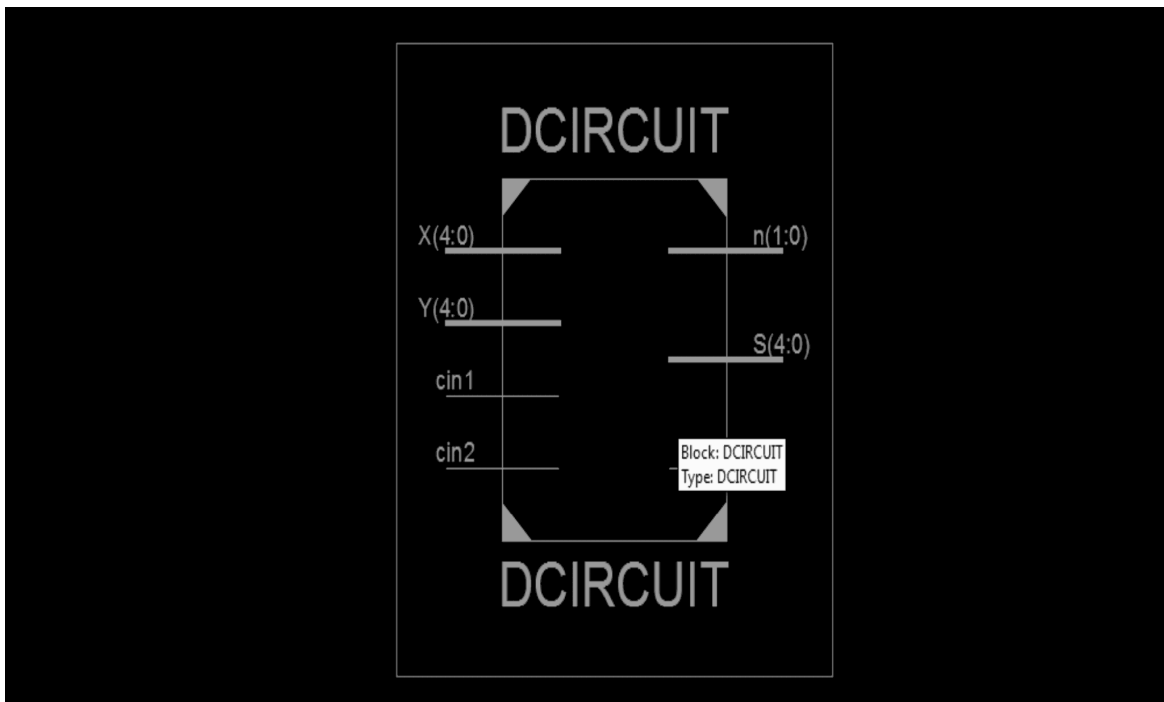 DCIRCUIT
X(4:0)
n(1:0)
Y(4:0)
S(4:0)
cin1
cin2
Block: DCIRCUIT
Type: DCIRCUIT
DCIRCUIT